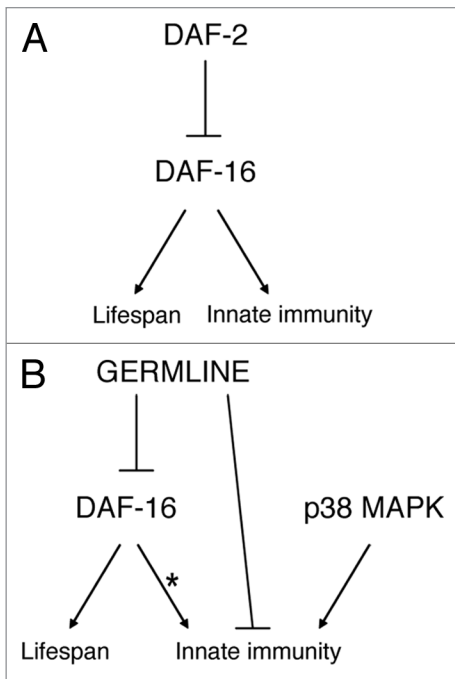 A
DAF-2
DAF-16
Lifespan Innate immunity
B
GERMLINE
DAF-16 p38 MAPK
*
Lifespan Innate immunity